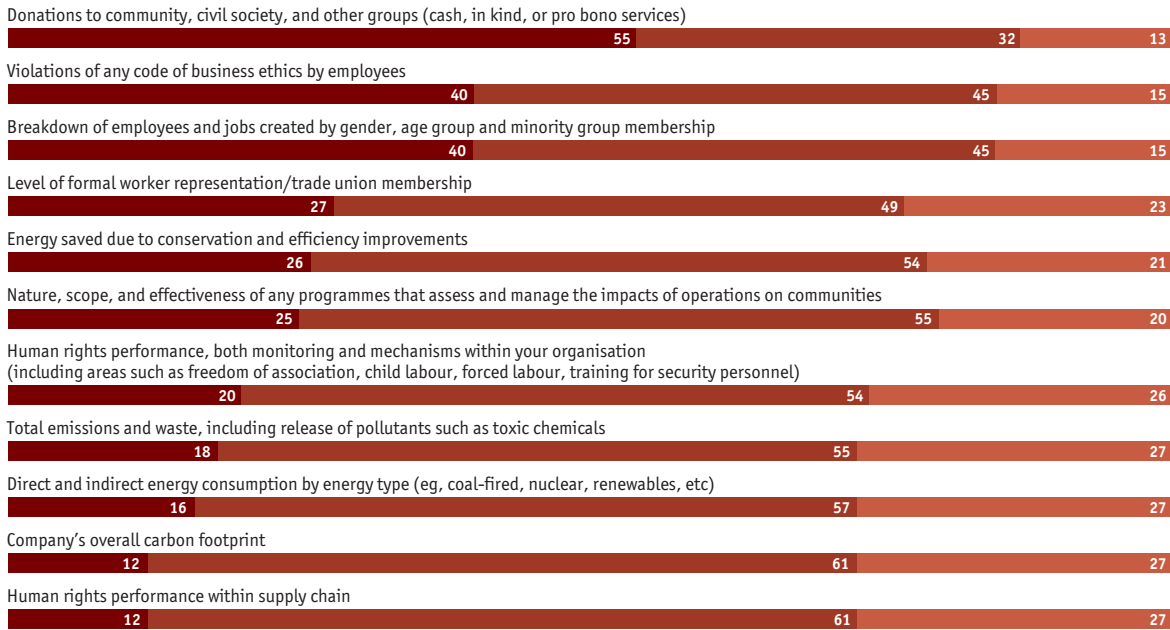 Donations to community, civil society, and other groups (cash, in kind, or pro bono services)
55 32 13
Violations of any code of business ethics by employees
40 45 15
Breakdown of employees and jobs created by gender, age group and minority group membership
40 45 15
Level of formal worker representation/trade union membership
27 49 23
Energy saved due to conservation and efficiency improvements
26 54 21
Nature, scope, and effectiveness of any programmes that assess and manage the impacts of operations on communities
25 55 20
Human rights performance, both monitoring and mechanisms within your organisation
(including areas such as freedom of association, child labour, forced labour, training for security personnel)
20 54 26
Total emissions and waste, including release of pollutants such as toxic chemicals
18 55 27
Direct and indirect energy consumption by energy type (eg, coal-fired, nuclear, renewables, etc)
16 57 27
Company's overall carbon footprint
12 61 27
Human rights performance within supply chain
12 61 27